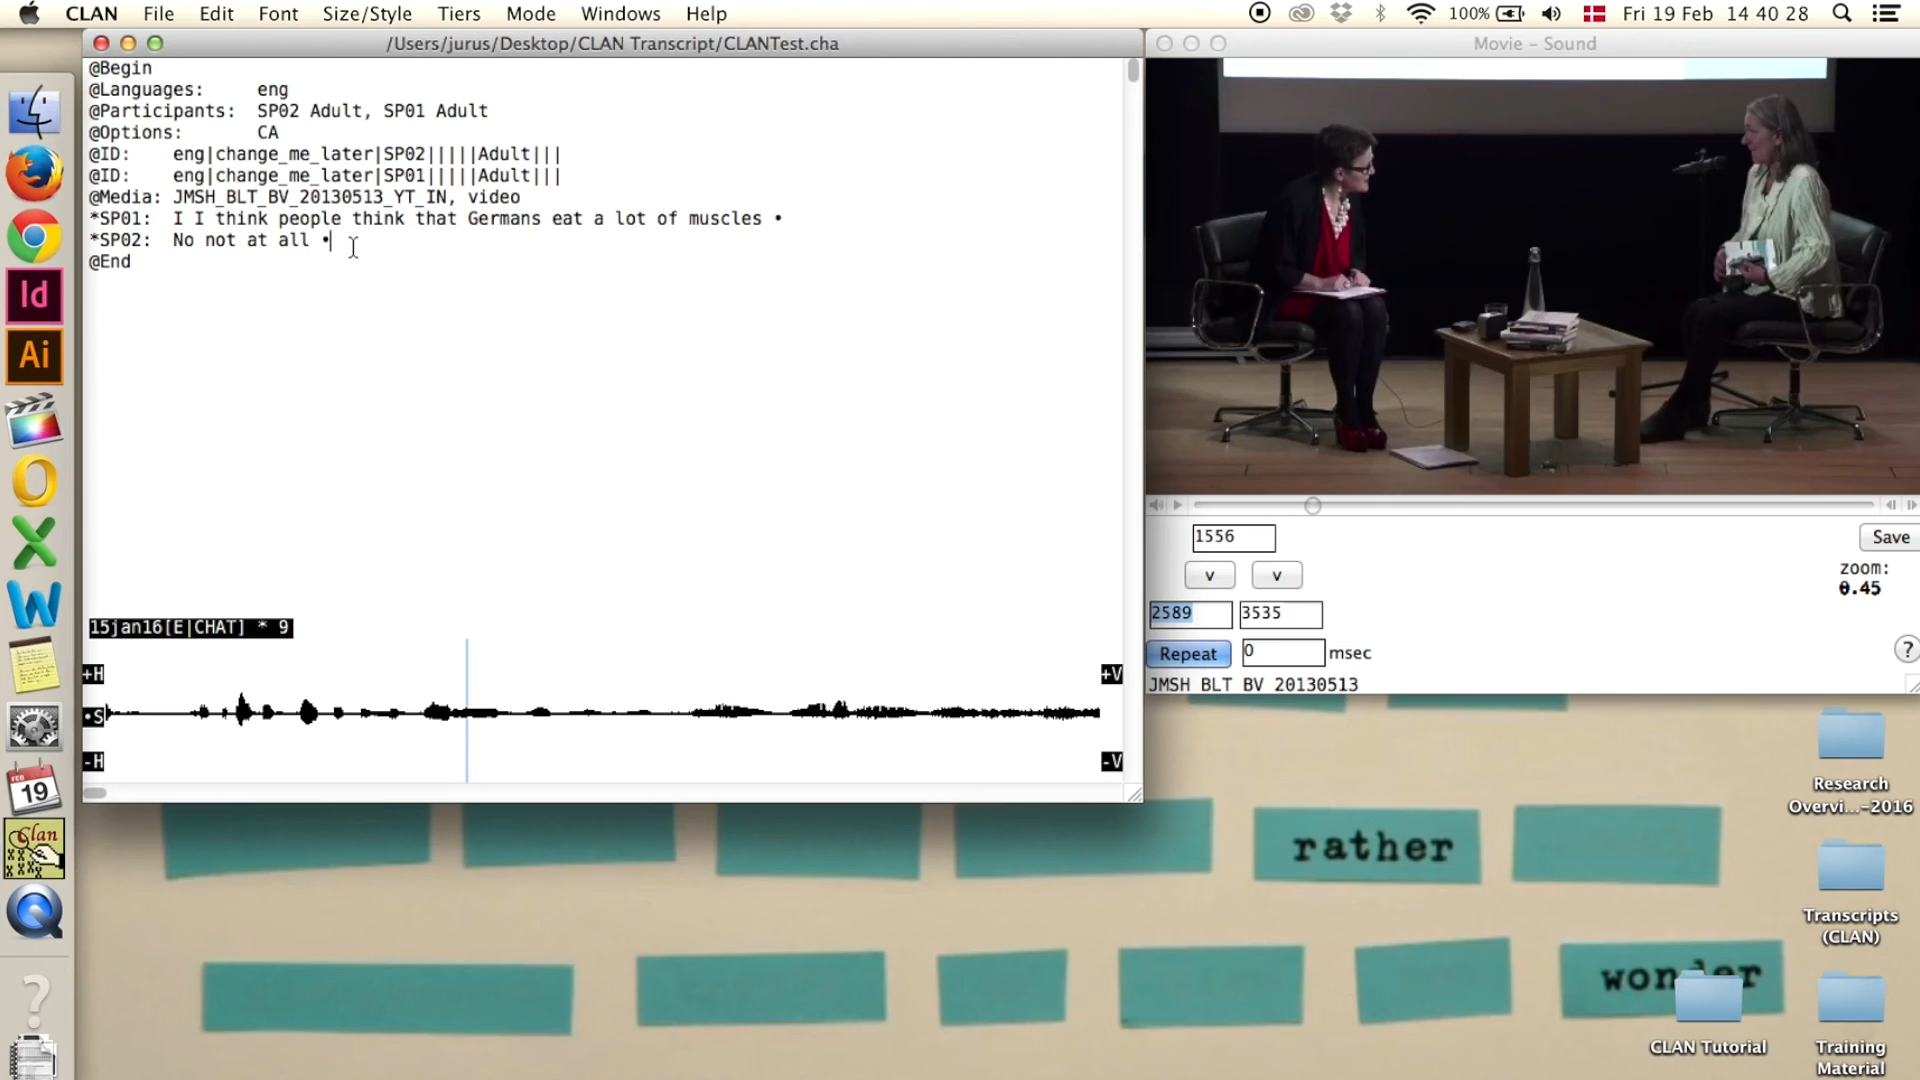 CLAN File Edit Font Size/Style Tiers Mode Windows Help 100% Fri 19 Feb 14 40 28
/Users/jurus/Desktop/CLAN Transcript/CLANTest.cha
Movie – Sound
@Begin
@Languages: eng
@Participants: SP02 Adult, SP01 Adult
@Options: CA
@ID: eng|change_me_later|SP02|||||Adult|||
@ID: eng|change_me_later|SP01|||||Adult|||
@Media: JMSH_BLT_BV_20130513_YT_IN, video
*SP01: I I think people think that Germans eat a lot of muscles •
*SP02: No not at all •
@End
15jan16[E|CHAT] * 9
+H
+V
•S
-H
-V
1556
Save
v v
zoom:
0.45
2589 3535
Repeat 0 msec
?
JMSH BLT BV 20130513
Id
Ai
FEB
19
Clan
Research
Overvi...-2016
rather
Transcripts
(CLAN)
wonder
CLAN Tutorial
Training
Material